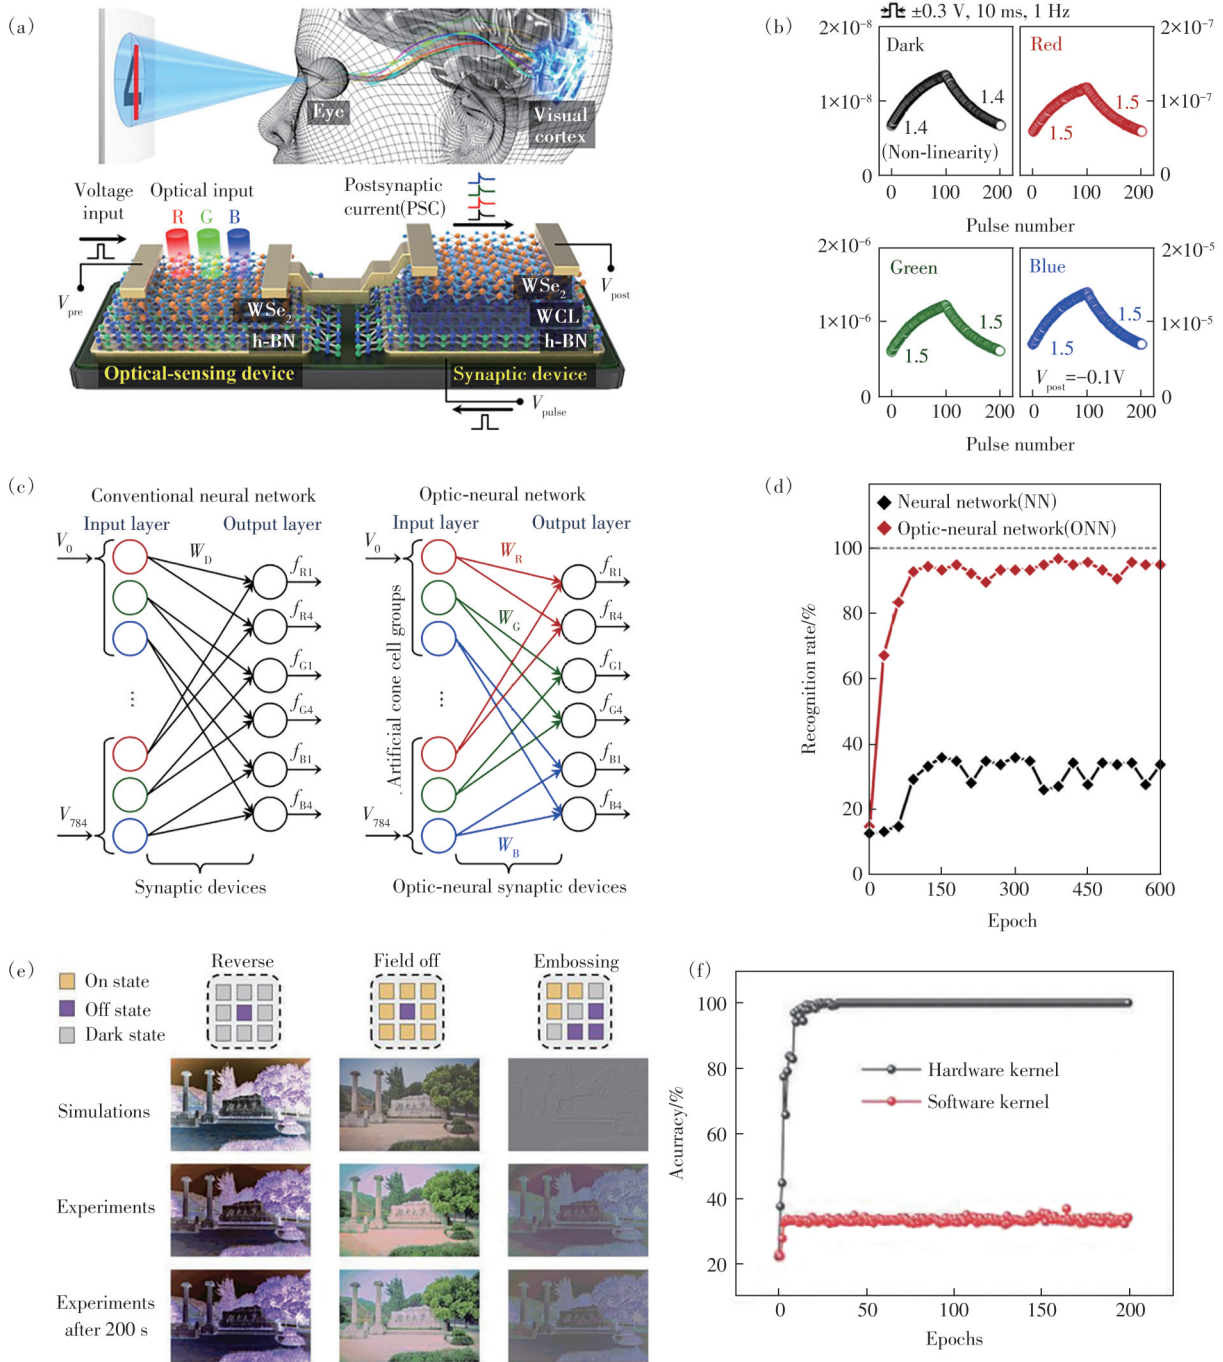 (a)
Eye
Visual
cortex
Voltage
input
Optical input
R G B
Postsynaptic
current(PSC)
V_pre
WSe₂
h-BN
Optical-sensing device
WSe₂
WCL
h-BN
Synaptic device
V_post
V_pulse
(b)
±0.3 V, 10 ms, 1 Hz
2×10⁻⁸
1×10⁻⁸
0
Dark
1.4
1.4
(Non-linearity)
0 100 200
Red
1.5
1.5
0 100 200
2×10⁻⁷
1×10⁻⁷
0
Pulse number
2×10⁻⁶
1×10⁻⁶
0
Green
1.5
1.5
0 100 200
Blue
1.5
1.5
V_post=−0.1V
0 100 200
2×10⁻⁵
1×10⁻⁵
0
Pulse number
(c)
Conventional neural network
Input layer Output layer
V₀
W_D
f_R1
f_R4
f_G1
f_G4
f_B1
f_B4
...
V₇₈₄
Synaptic devices
Optic-neural network
Input layer Output layer
V₀
Artificial cone cell groups
W_R
W_G
W_B
f_R1
f_R4
f_G1
f_G4
f_B1
f_B4
...
V₇₈₄
Optic-neural synaptic devices
(d)
Neural network(NN)
Optic-neural network(ONN)
Recognition rate/%
100
80
60
40
20
0
0 150 300 450 600
Epoch
(e)
On state
Off state
Dark state
Reverse Field off Embossing
Simulations
Experiments
Experiments
after 200 s
(f)
Acurracy/%
100
80
60
40
20
Hardware kernel
Software kernel
0 50 100 150 200
Epochs